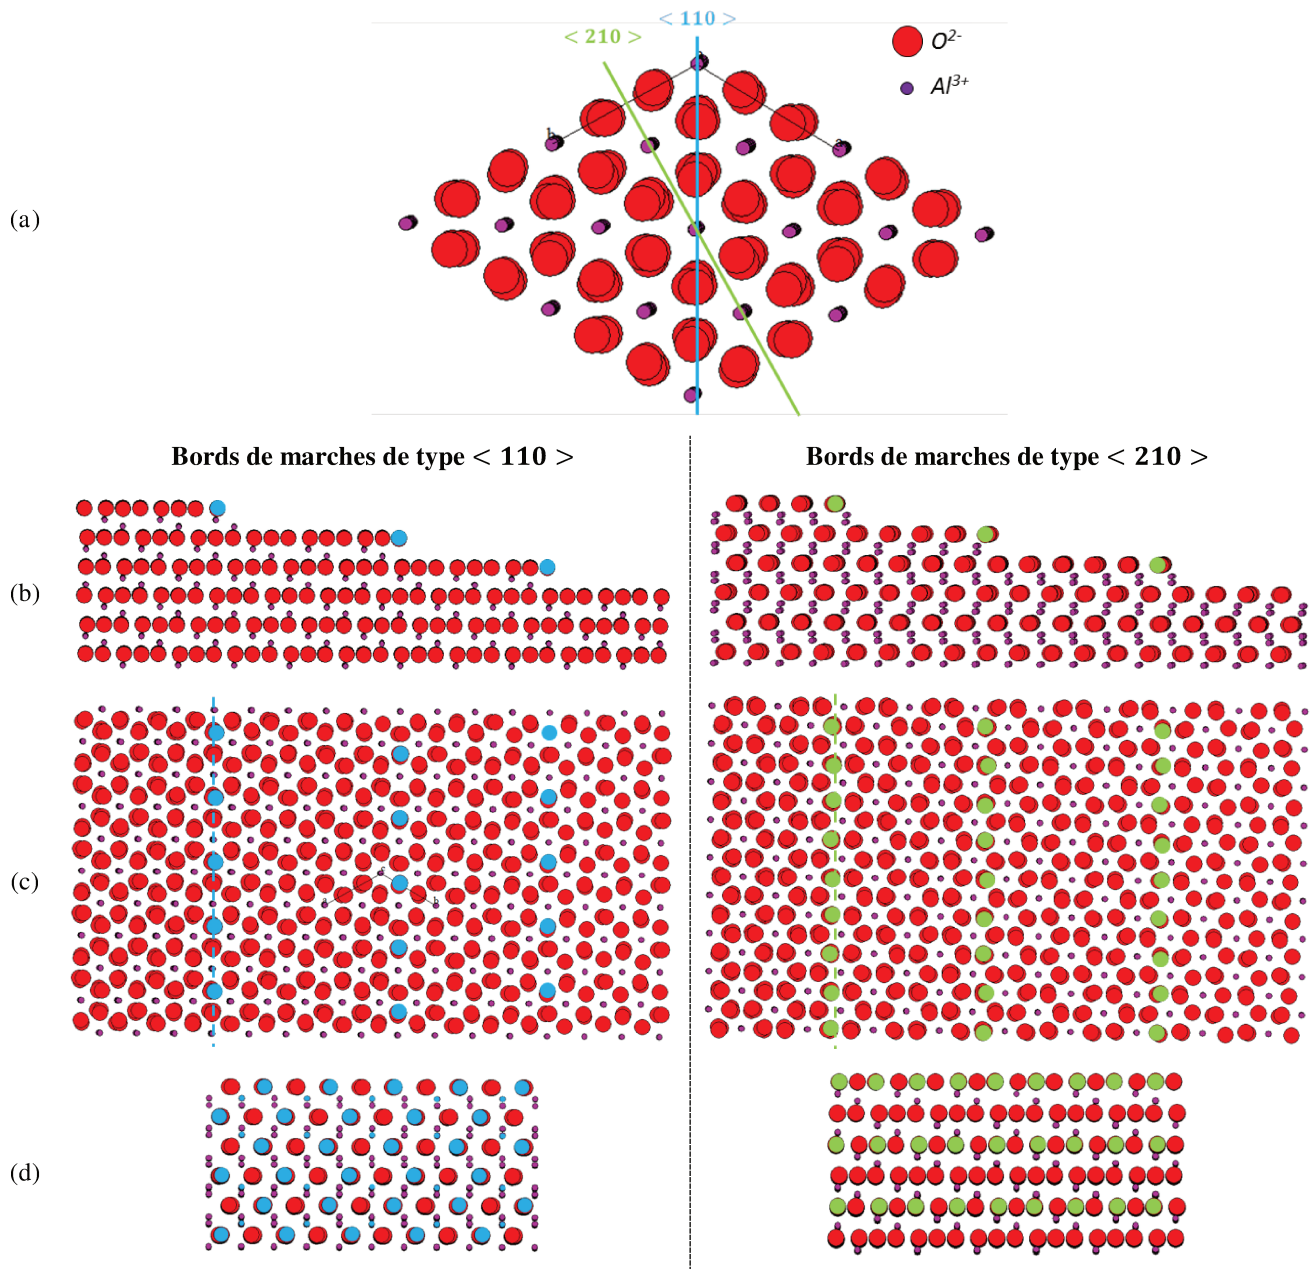 < 110 >
< 210 >
O2-
Al3+
b
a
(a)
Bords de marches de type < 110 >
Bords de marches de type < 210 >
(b)
(c)
b
(d)